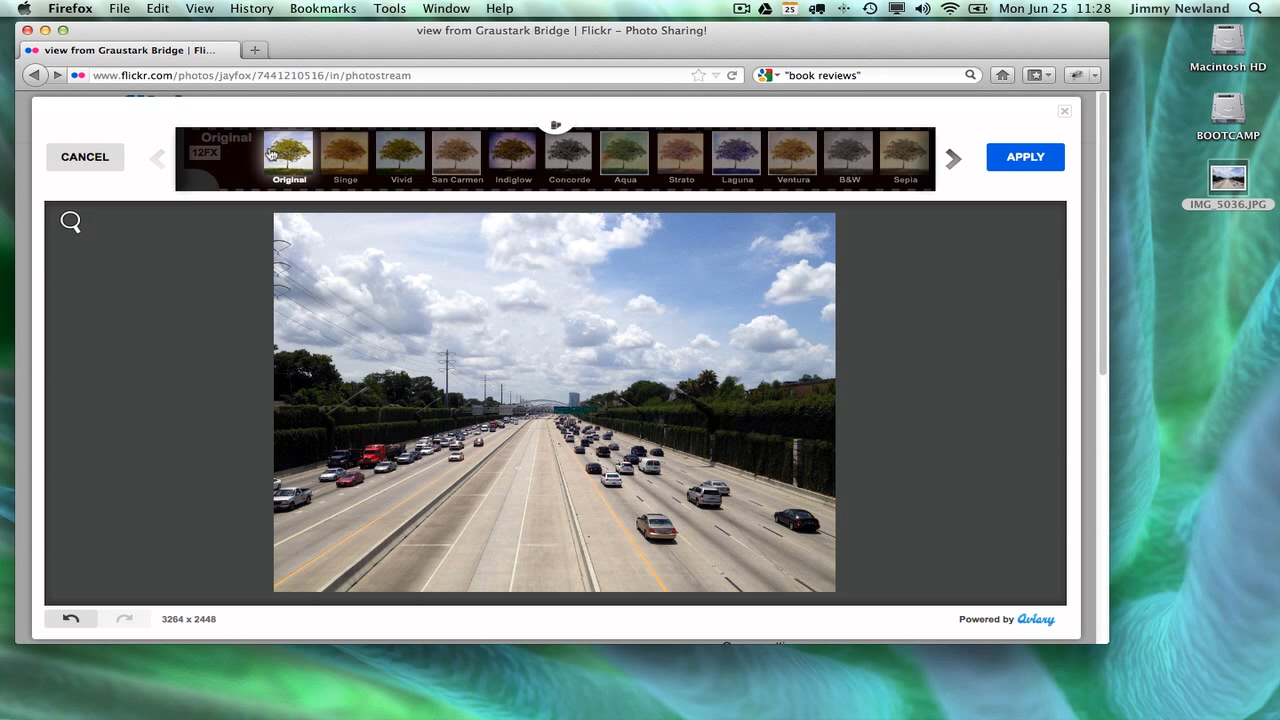 Firefox File Edit View History Bookmarks Tools Window Help 25 Mon Jun 25 11:28 Jimmy Newland
view from Graustark Bridge | Flickr - Photo Sharing!
view from Graustark Bridge | Fli...
www.flickr.com/photos/jayfox/7441210516/in/photostream
"book reviews"
Macintosh HD
BOOTCAMP
IMG_5036.JPG
CANCEL
Original
12FX
Original Singe Vivid San Carmen Indiglow Concorde Aqua Strato Laguna Ventura B&W Sepia
APPLY
3264 x 2448
Powered by Aviary